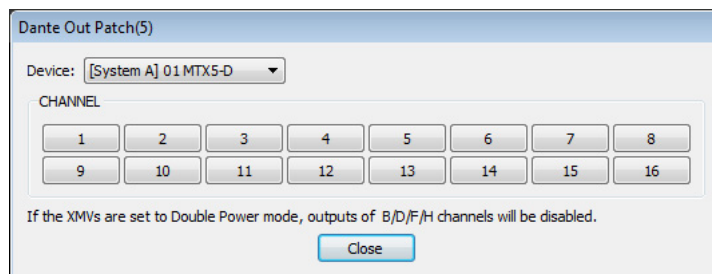 Dante Out Patch(5)
Device: [System A] 01 MTX5-D
CHANNEL
1 2 3 4 5 6 7 8
9 10 11 12 13 14 15 16
If the XMVs are set to Double Power mode, outputs of B/D/F/H channels will be disabled.
Close